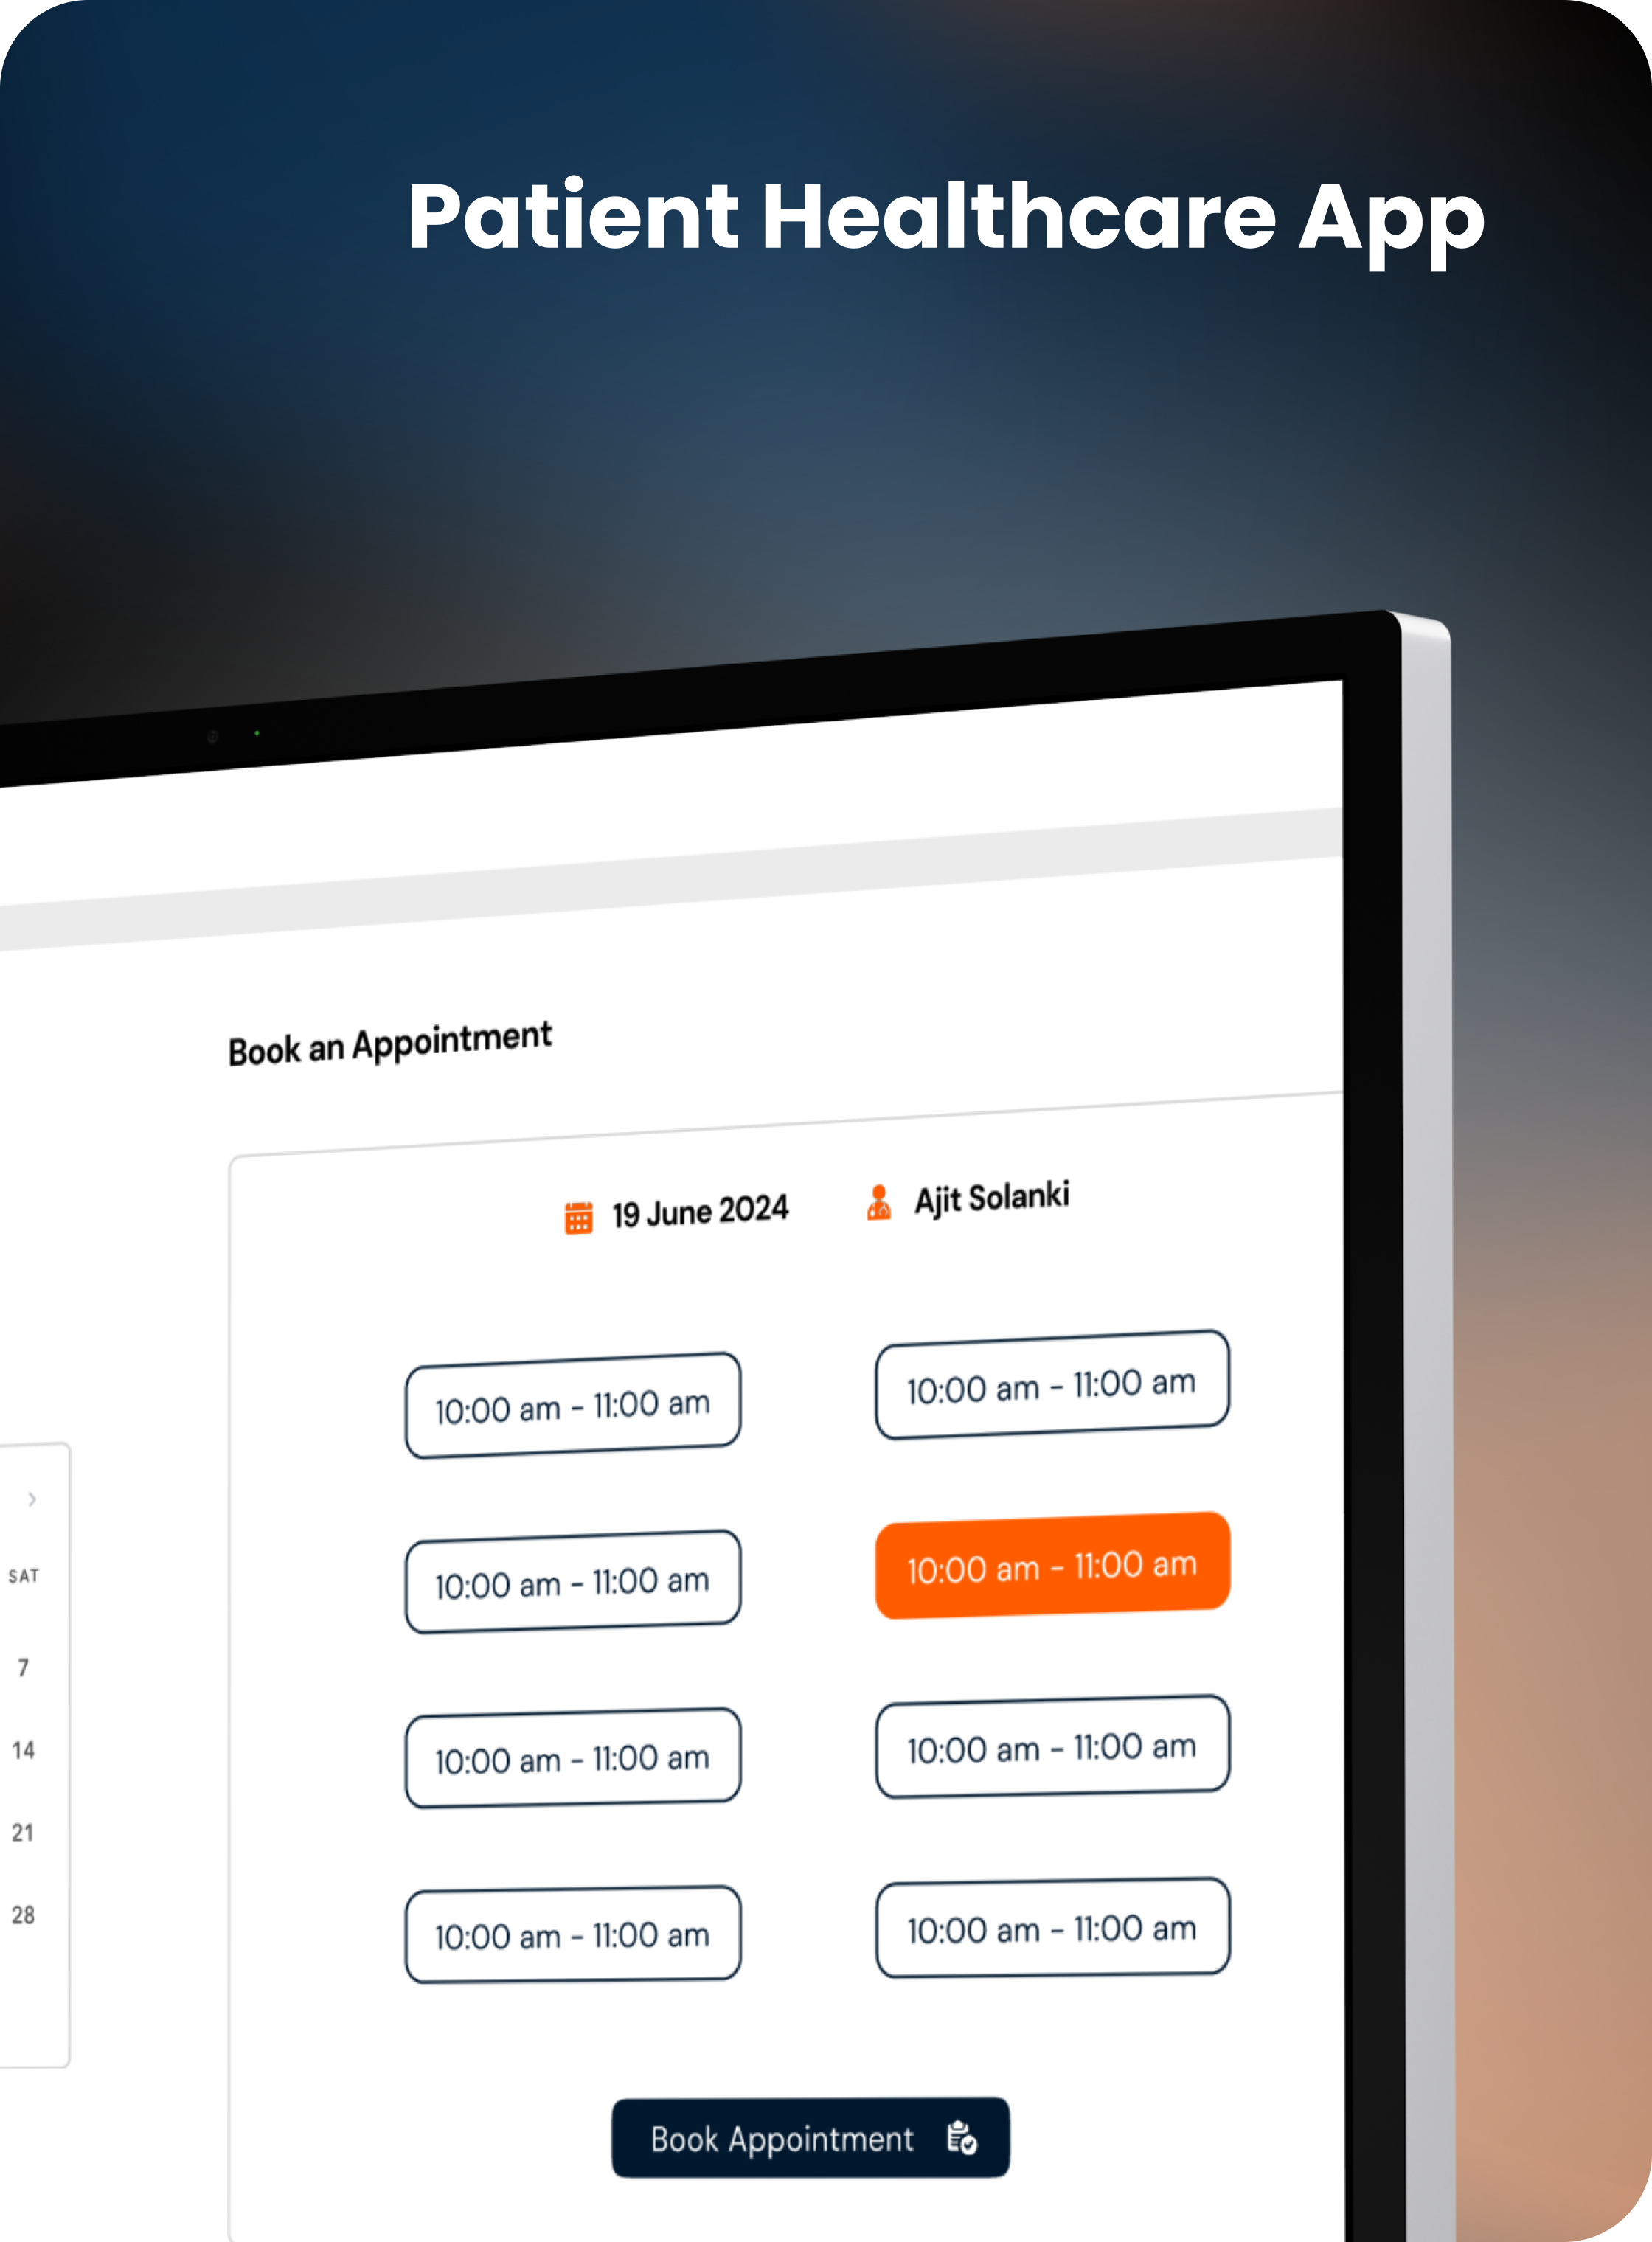 Patient Healthcare App
Book an Appointment
19 June 2024 Ajit Solanki
10:00 am - 11:00 am 10:00 am - 11:00 am
10:00 am - 11:00 am 10:00 am - 11:00 am
10:00 am - 11:00 am 10:00 am - 11:00 am
10:00 am - 11:00 am 10:00 am - 11:00 am
Book Appointment
SAT
7
14
21
28